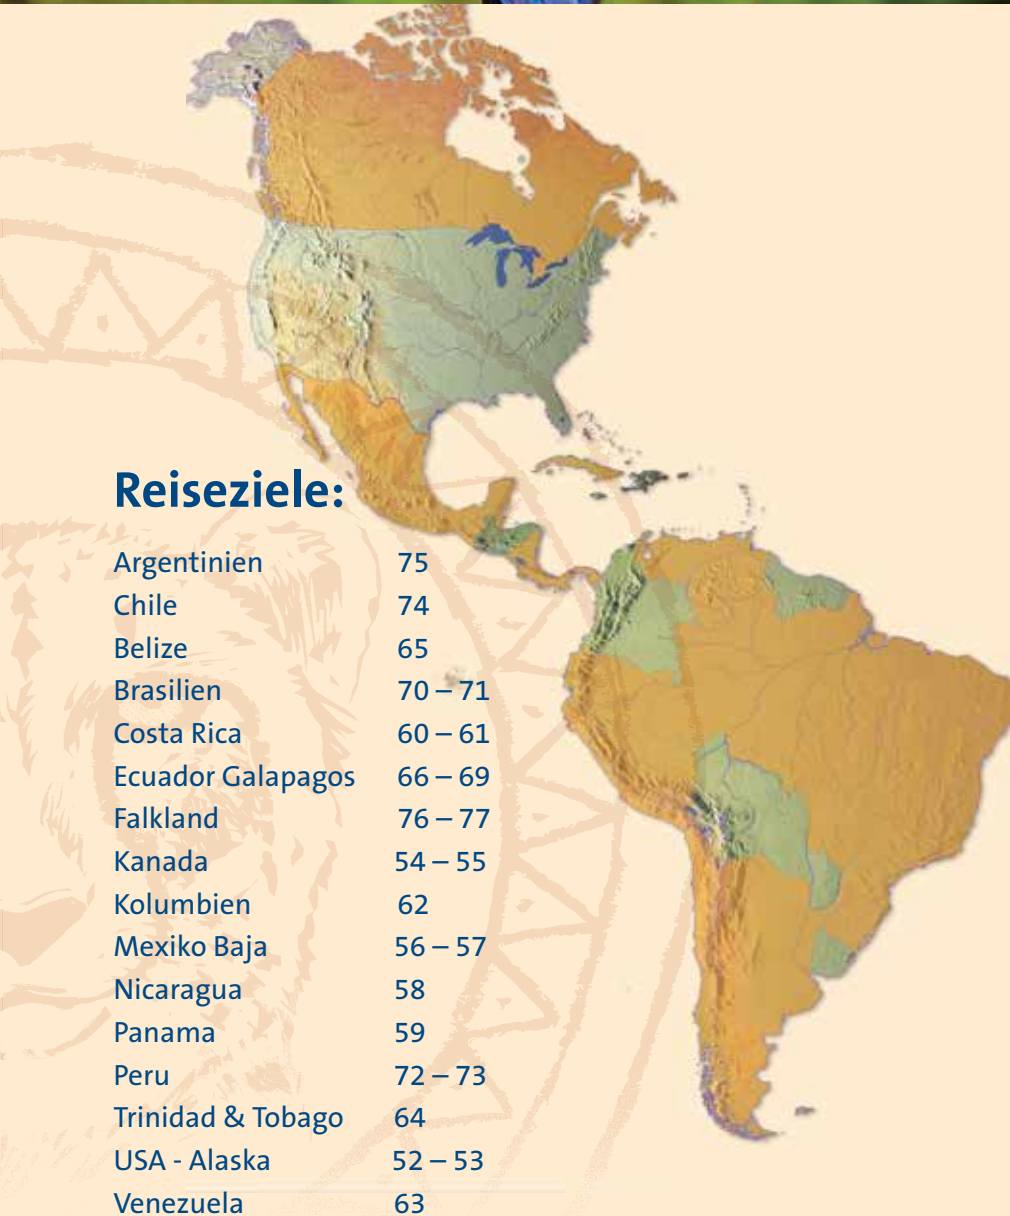 Reiseziele:
Argentinien 75
Chile 74
Belize 65
Brasilien 70 – 71
Costa Rica 60 – 61
Ecuador Galapagos 66 – 69
Falkland 76 – 77
Kanada 54 – 55
Kolumbien 62
Mexiko Baja 56 – 57
Nicaragua 58
Panama 59
Peru 72 – 73
Trinidad & Tobago 64
USA - Alaska 52 – 53
Venezuela 63